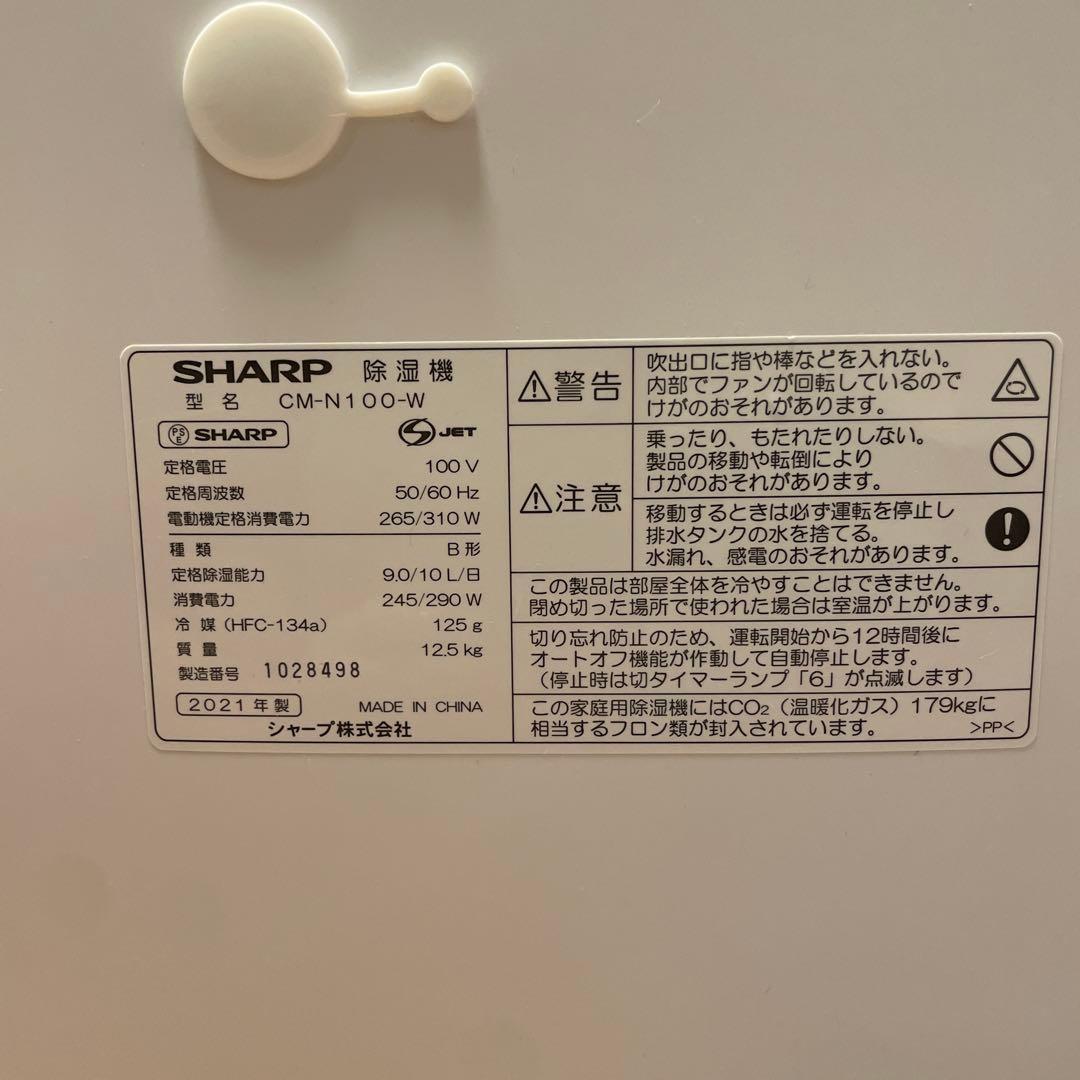 SHARP 除湿機
型名 CM-N100-W
PSE SHARP S JET
定格電圧 100 V
定格周波数 50/60 Hz
電動機定格消費電力 265/310 W
種類 B形
定格除湿能力 9.0/10 L/日
消費電力 245/290 W
冷媒(HFC-134a) 125 g
質量 12.5 kg
製造番号 1028498
2021年製 MADE IN CHINA
シャープ株式会社
警告
吹出口に指や棒などを入れない。
内部でファンが回転しているので
けがのおそれがあります。
注意
乗ったり、もたれたりしない。
製品の移動や転倒により
けがのおそれがあります。
移動するときは必ず運転を停止し
排水タンクの水を捨てる。
水漏れ、感電のおそれがあります。
この製品は部屋全体を冷やすことはできません。
閉め切った場所で使われた場合は室温が上がります。
切り忘れ防止のため、運転開始から12時間後に
オートオフ機能が作動して自動停止します。
(停止時は切タイマーランプ「6」が点滅します)
この家庭用除湿機にはCO₂(温暖化ガス)179kgに
相当するフロン類が封入されています。 >PP<